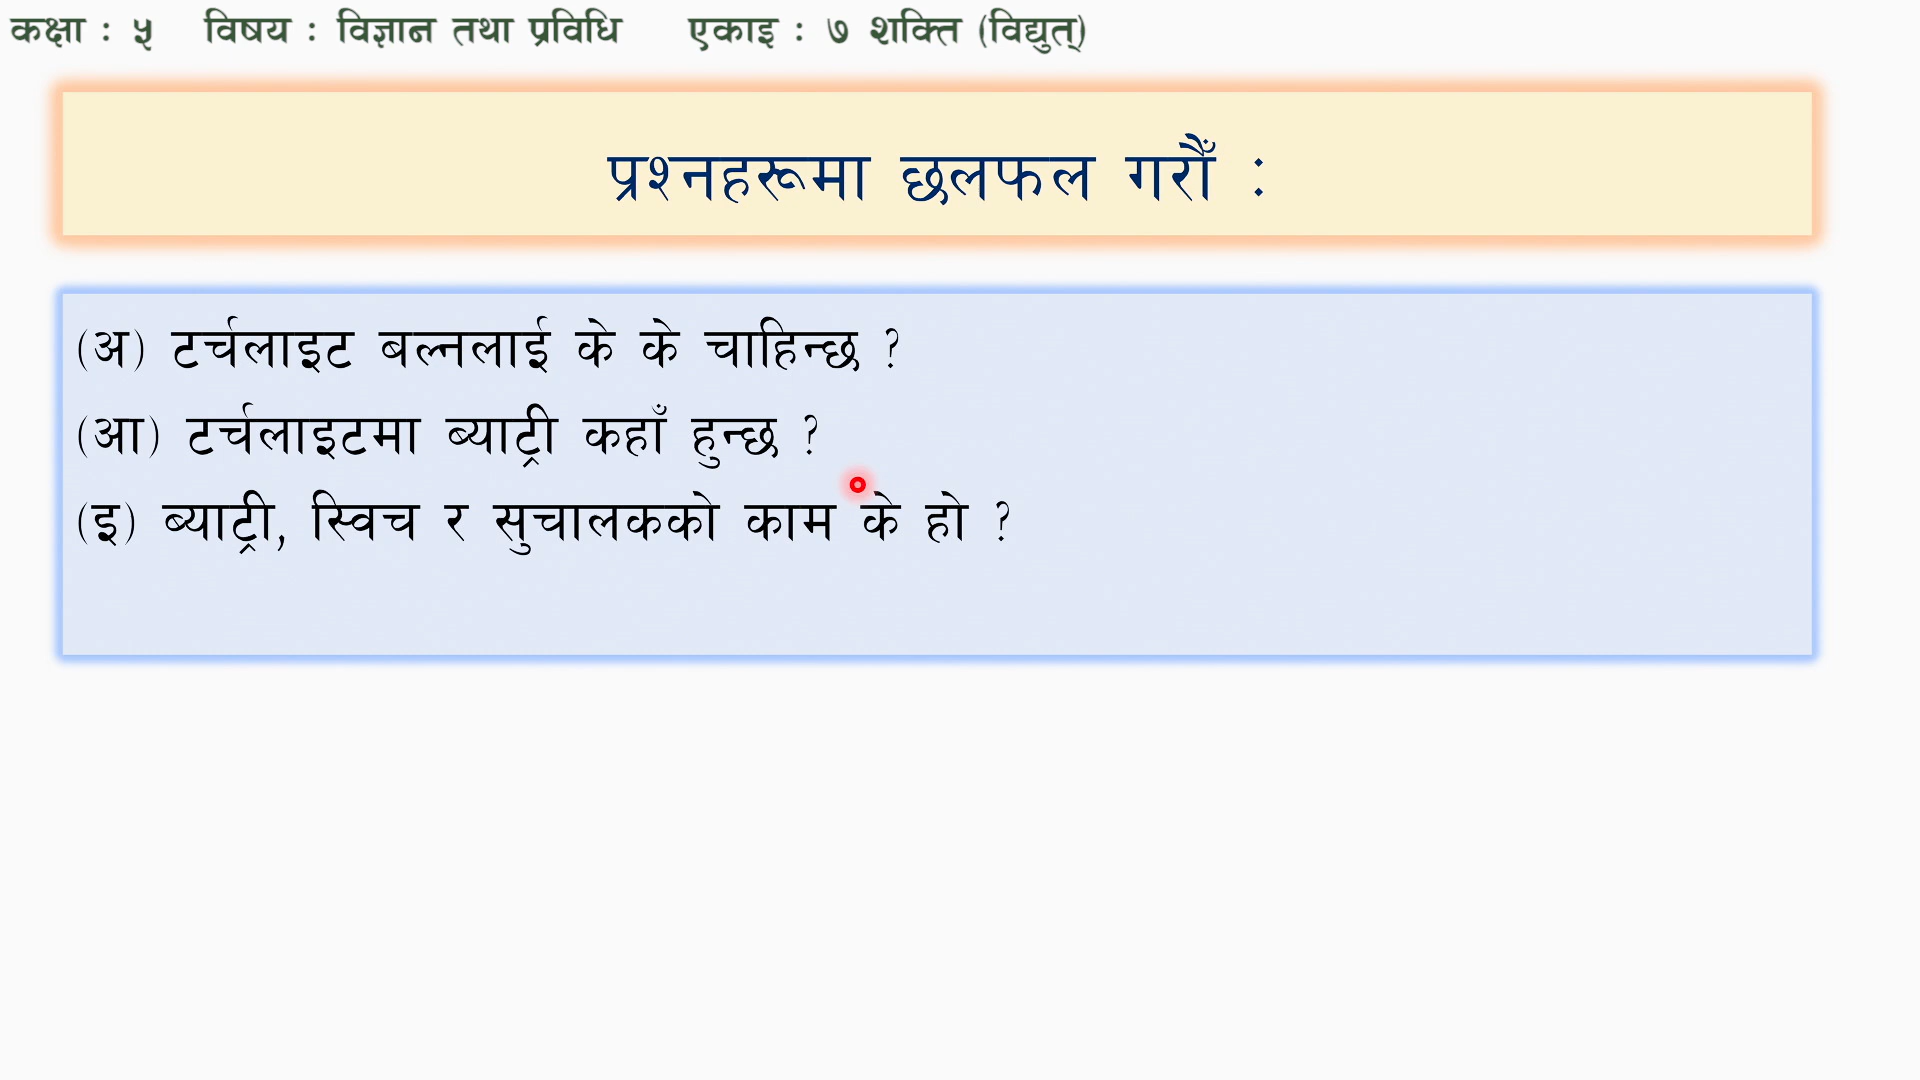 कक्षा : ५ विषय : विज्ञान तथा प्रविधि एकाइ : ७ शक्ति (विद्युत्)
प्रश्नहरूमा छलफल गरौँ :
(अ) टर्चलाइट बल्नलाई के के चाहिन्छ ?
(आ) टर्चलाइटमा ब्याट्री कहाँ हुन्छ ?
(इ) ब्याट्री, स्विच र सुचालकको काम के हो ?